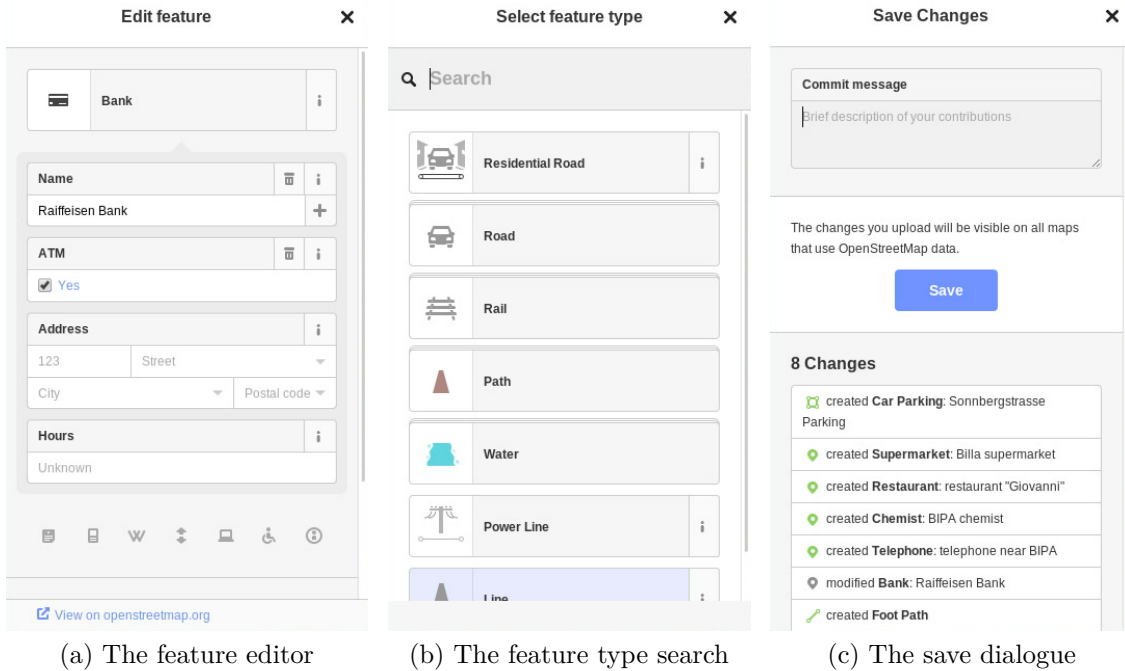 Edit feature
Bank
Name
Raiffeisen Bank
ATM
Yes
Address
123 Street
City Postal code
Hours
Unknown
View on openstreetmap.org
(a) The feature editor
Select feature type
Search
Residential Road
Road
Rail
Path
Water
Power Line
Line
(b) The feature type search
Save Changes
Commit message
Brief description of your contributions
The changes you upload will be visible on all maps
that use OpenStreetMap data.
Save
8 Changes
created Car Parking: Sonnbergstrasse
Parking
created Supermarket: Billa supermarket
created Restaurant: restaurant "Giovanni"
created Chemist: BIPA chemist
created Telephone: telephone near BIPA
modified Bank: Raiffeisen Bank
created Foot Path
(c) The save dialogue